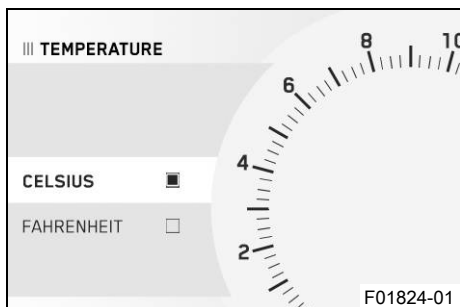 TEMPERATURE
CELSIUS
FAHRENHEIT
2
4
6
8
10
F01824-01